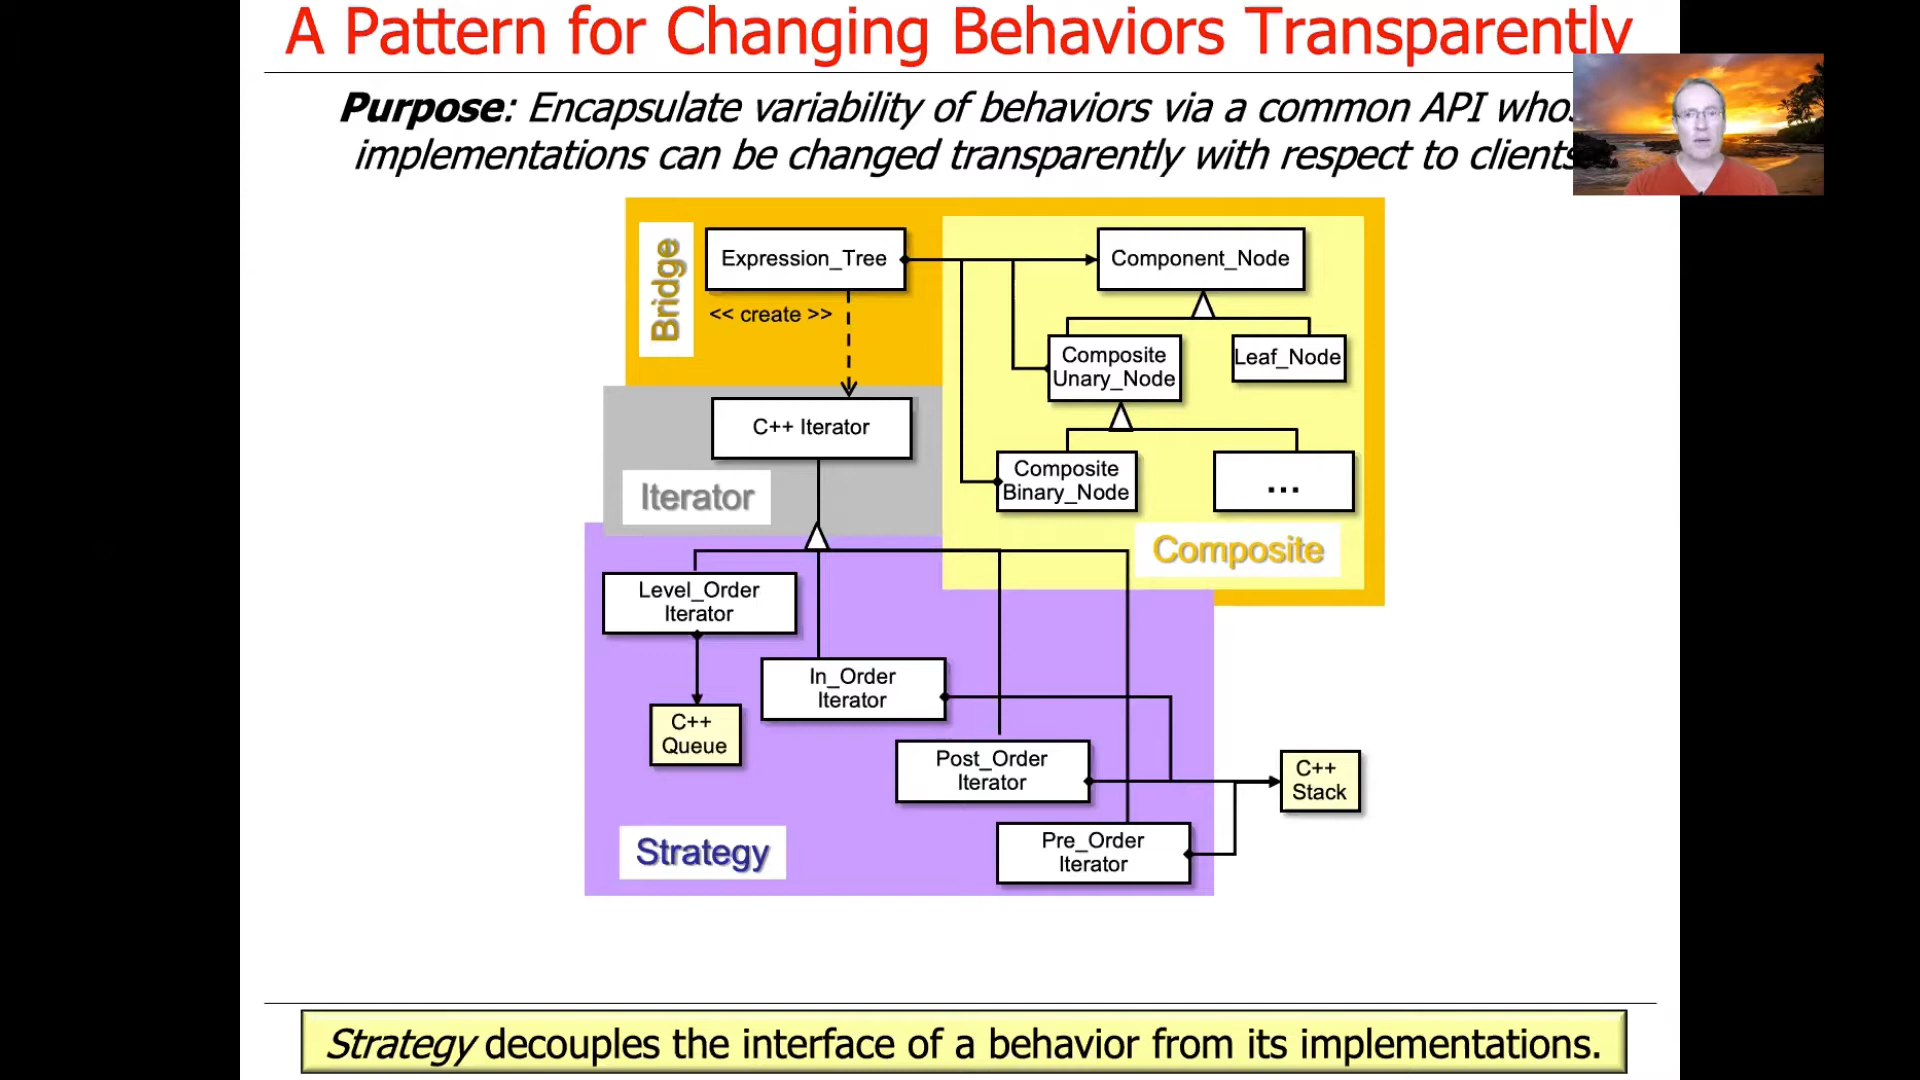 A Pattern for Changing Behaviors Transparently
Purpose: Encapsulate variability of behaviors via a common API
implementations can be changed transparently with respect to clients
Bridge
Expression_Tree
<< create >>
Component_Node
Composite
Unary_Node
Leaf_Node
C++ Iterator
Iterator
Composite
Binary_Node
...
Composite
Level_Order
Iterator
In_Order
Iterator
C++
Queue
Post_Order
Iterator
C++
Stack
Pre_Order
Iterator
Strategy
Strategy decouples the interface of a behavior from its implementations.